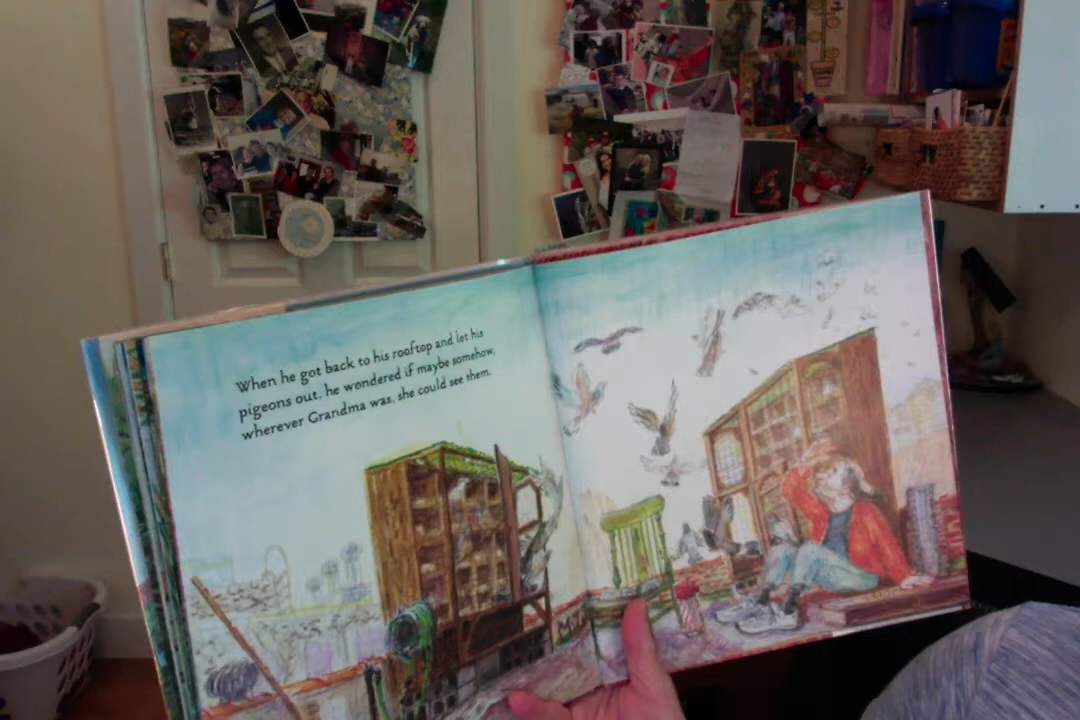 When he got back to his rooftop and let his
pigeons out, he wondered if maybe somehow,
wherever Grandma was, she could see them.